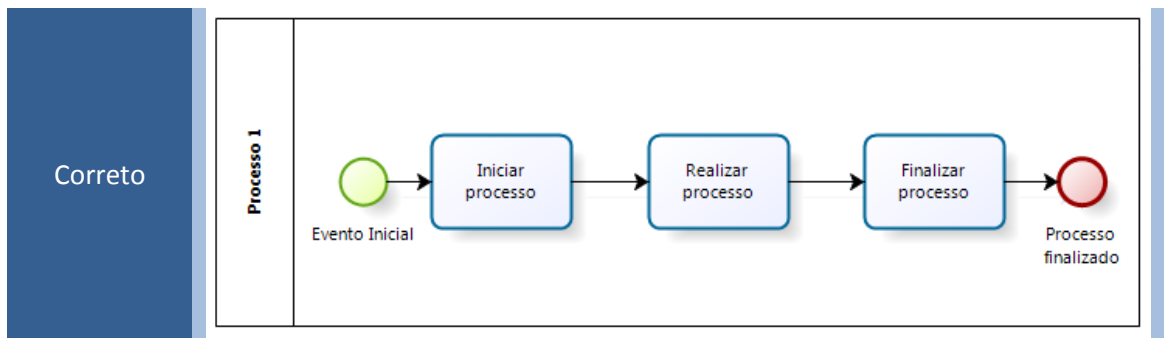 Correto
Processo 1
Evento Inicial
Iniciar
processo
Realizar
processo
Finalizar
processo
Processo
finalizado